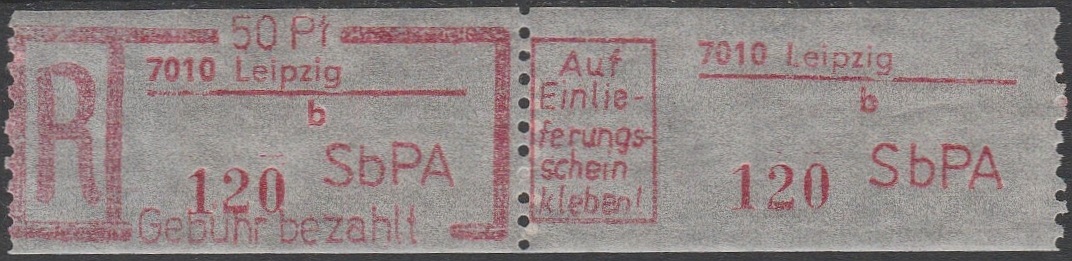 50 Pf
R
7010 Leipzig
b
120 SbPA
Gebühr bezahlt
Auf
Einlie-
ferungs-
schein
kleben!
7010 Leipzig
b
120 SbPA